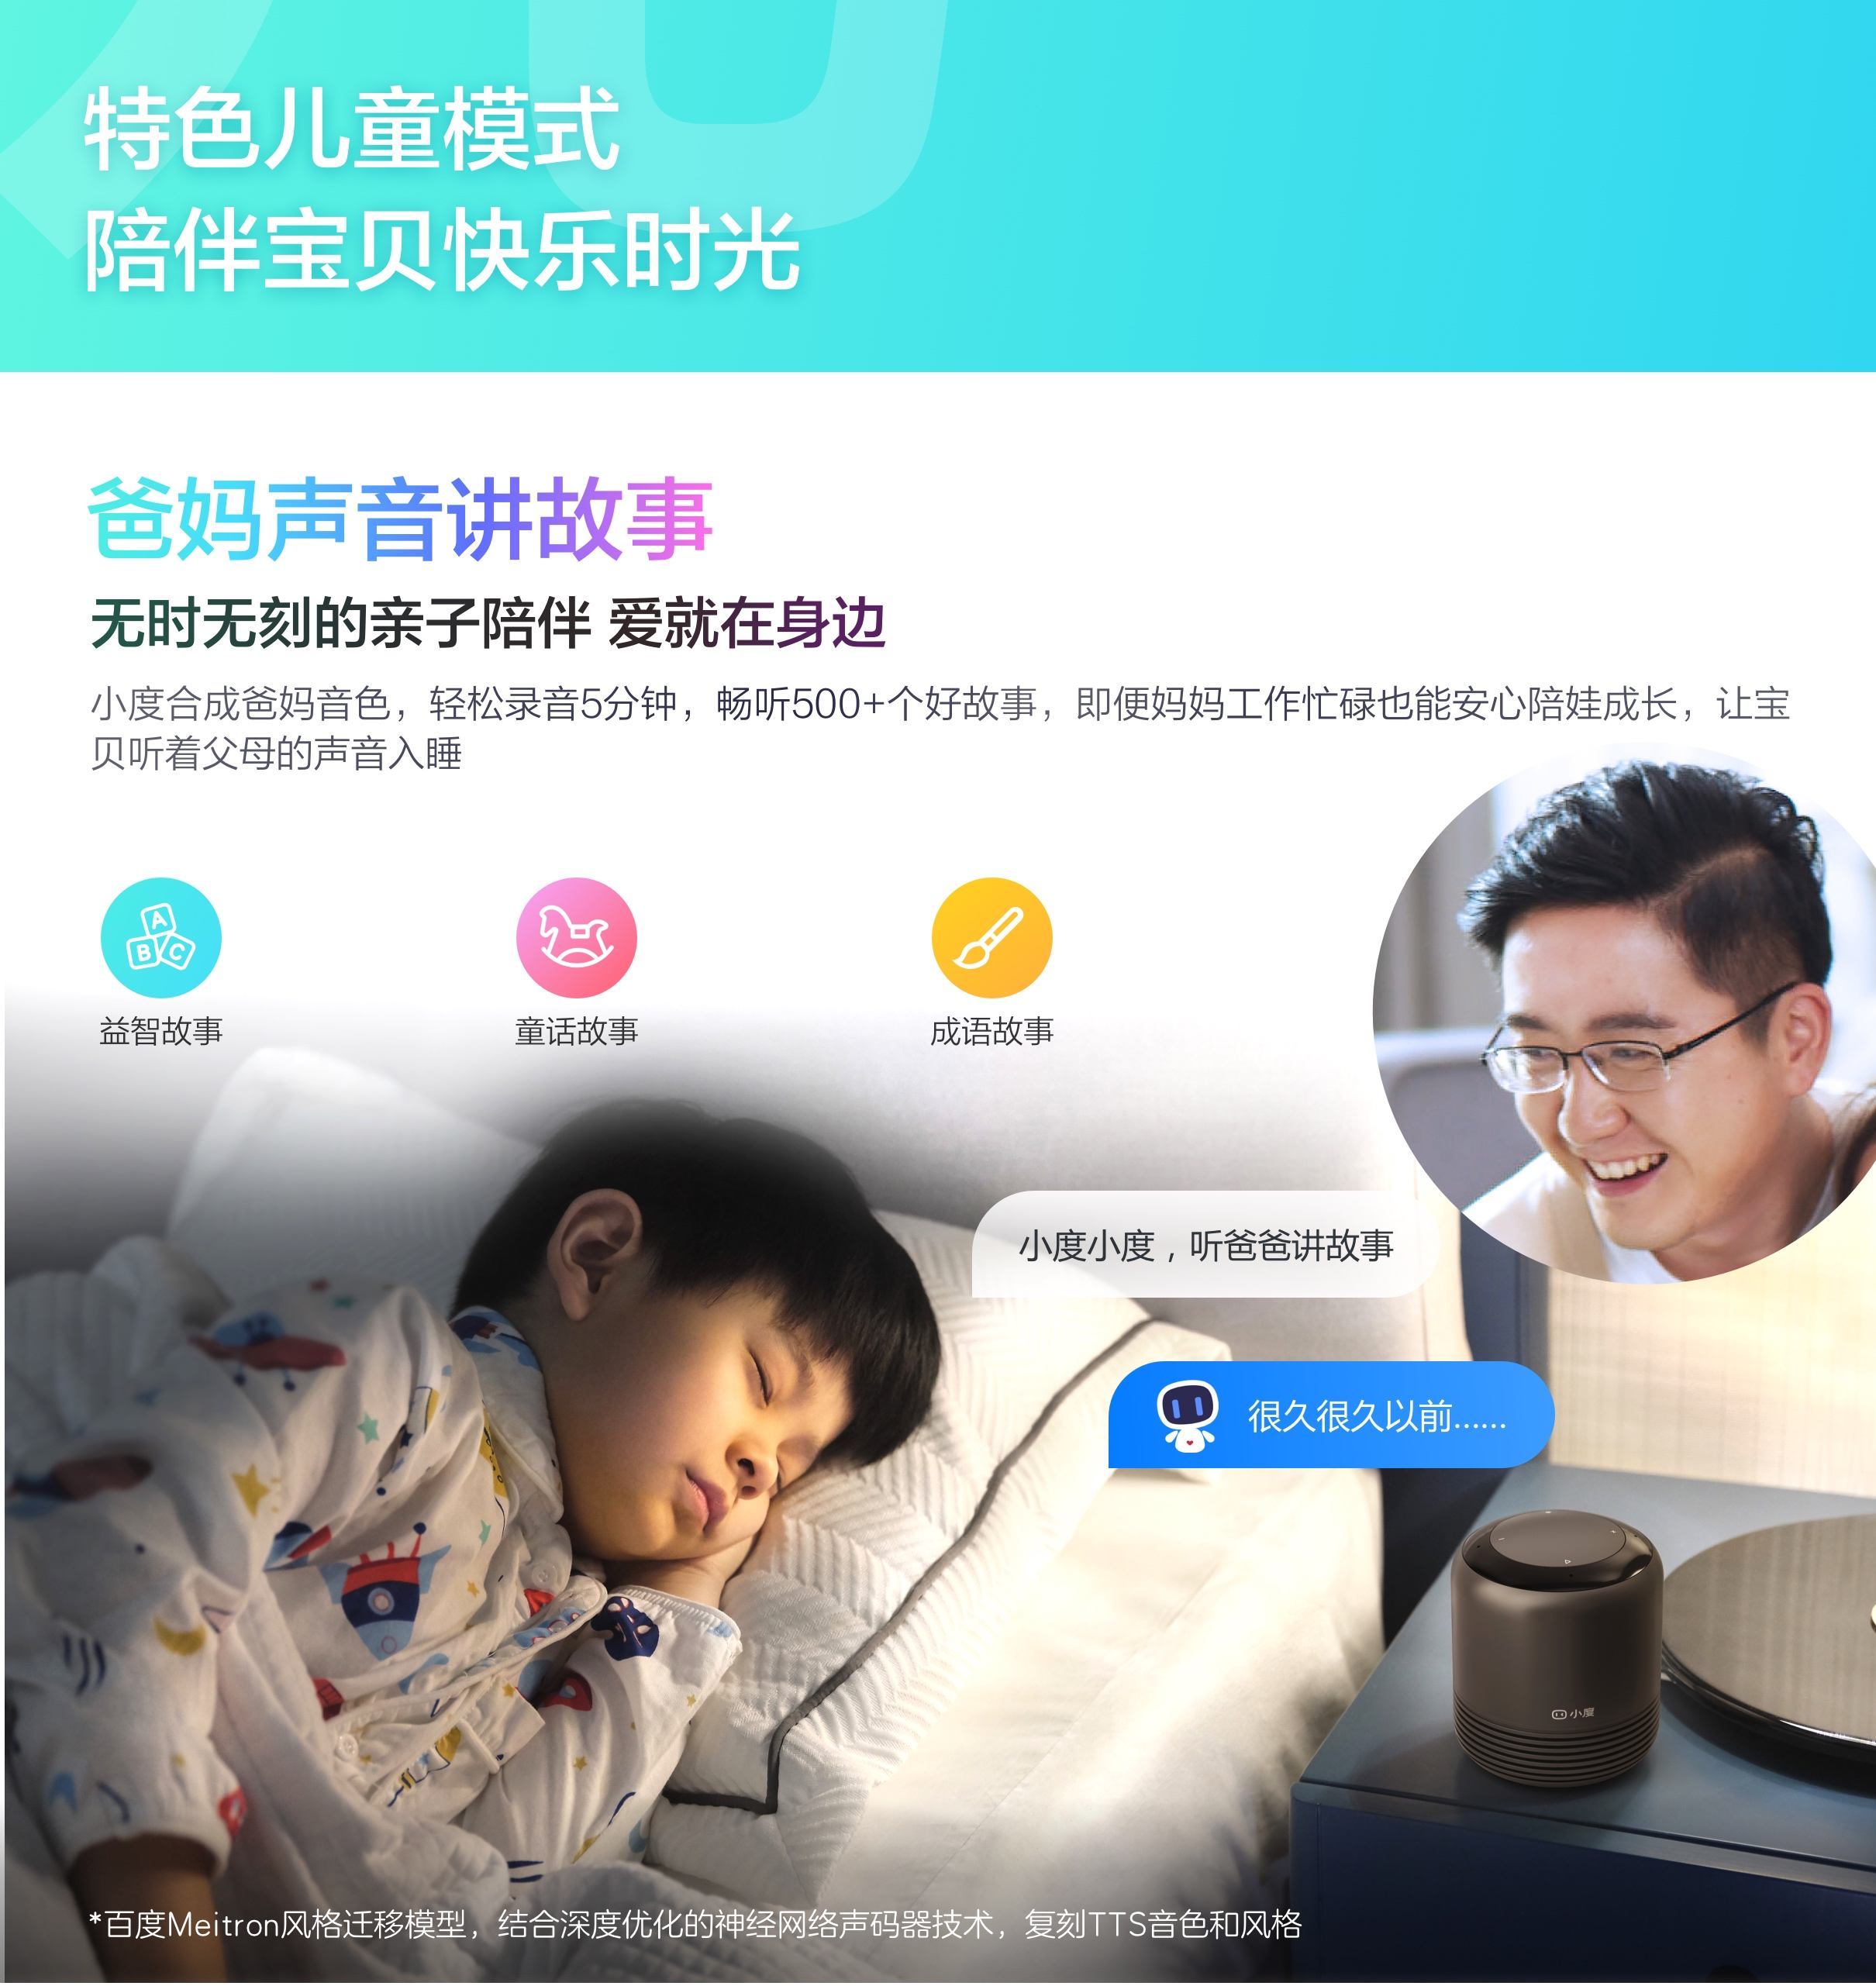 特色儿童模式
陪伴宝贝快乐时光
爸妈声音讲故事
无时无刻的亲子陪伴 爱就在身边
小度合成爸妈音色，轻松录音5分钟，畅听500+个好故事，即便妈妈工作忙碌也能安心陪娃成长，让宝
贝听着父母的声音入睡
A
B C
益智故事
童话故事
成语故事
小度小度，听爸爸讲故事
很久很久以前......
小度
*百度Meitron风格迁移模型，结合深度优化的神经网络声码器技术，复刻TTS音色和风格